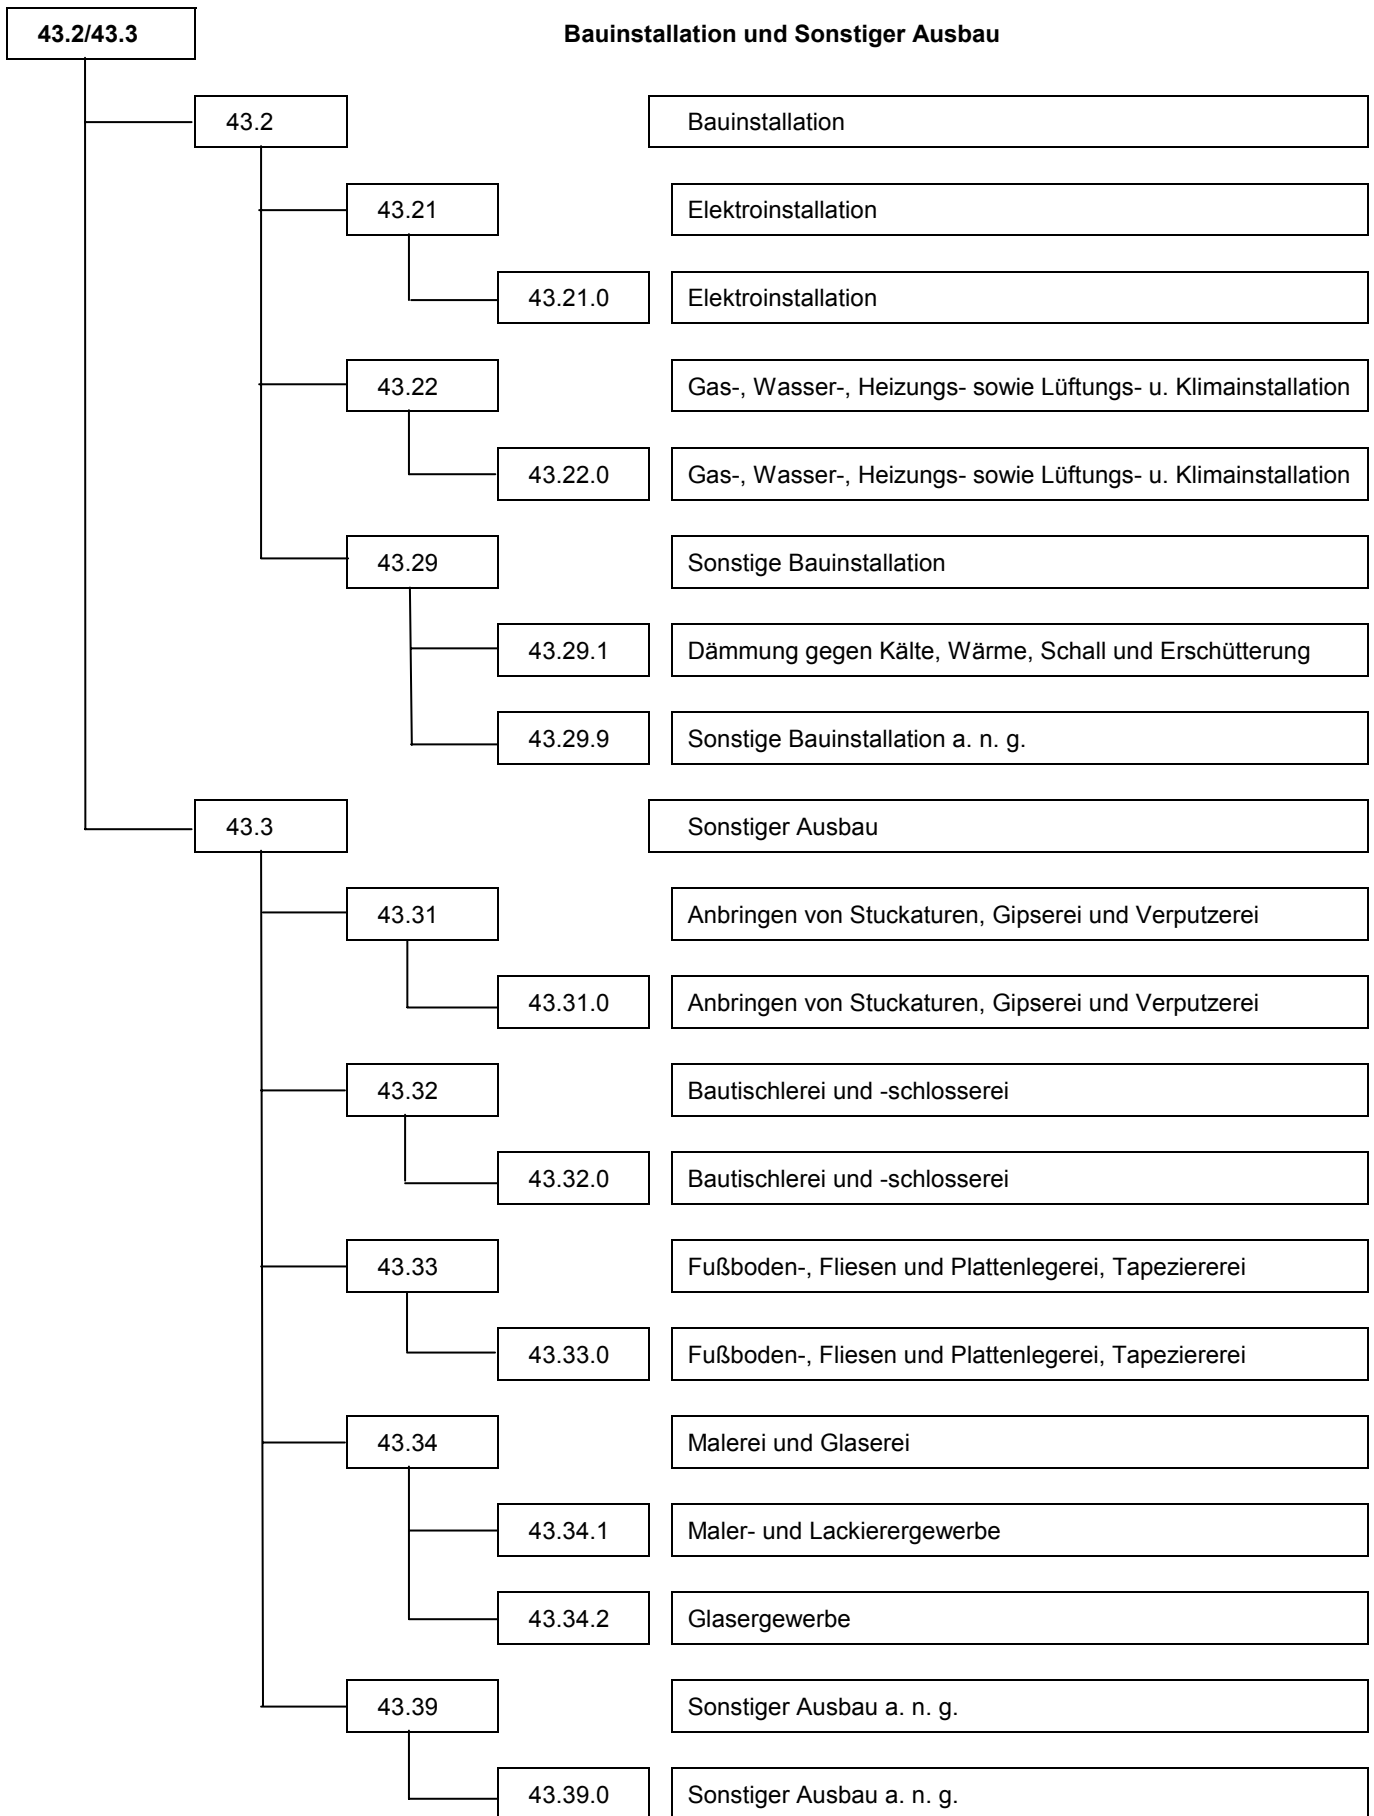 43.2/43.3 Bauinstallation und Sonstiger Ausbau
43.2 Bauinstallation
43.21 Elektroinstallation
43.21.0 Elektroinstallation
43.22 Gas-, Wasser-, Heizungs- sowie Lüftungs- u. Klimainstallation
43.22.0 Gas-, Wasser-, Heizungs- sowie Lüftungs- u. Klimainstallation
43.29 Sonstige Bauinstallation
43.29.1 Dämmung gegen Kälte, Wärme, Schall und Erschütterung
43.29.9 Sonstige Bauinstallation a. n. g.
43.3 Sonstiger Ausbau
43.31 Anbringen von Stuckaturen, Gipserei und Verputzerei
43.31.0 Anbringen von Stuckaturen, Gipserei und Verputzerei
43.32 Bautischlerei und -schlosserei
43.32.0 Bautischlerei und -schlosserei
43.33 Fußboden-, Fliesen und Plattenlegerei, Tapeziererei
43.33.0 Fußboden-, Fliesen und Plattenlegerei, Tapeziererei
43.34 Malerei und Glaserei
43.34.1 Maler- und Lackierergewerbe
43.34.2 Glasergewerbe
43.39 Sonstiger Ausbau a. n. g.
43.39.0 Sonstiger Ausbau a. n. g.